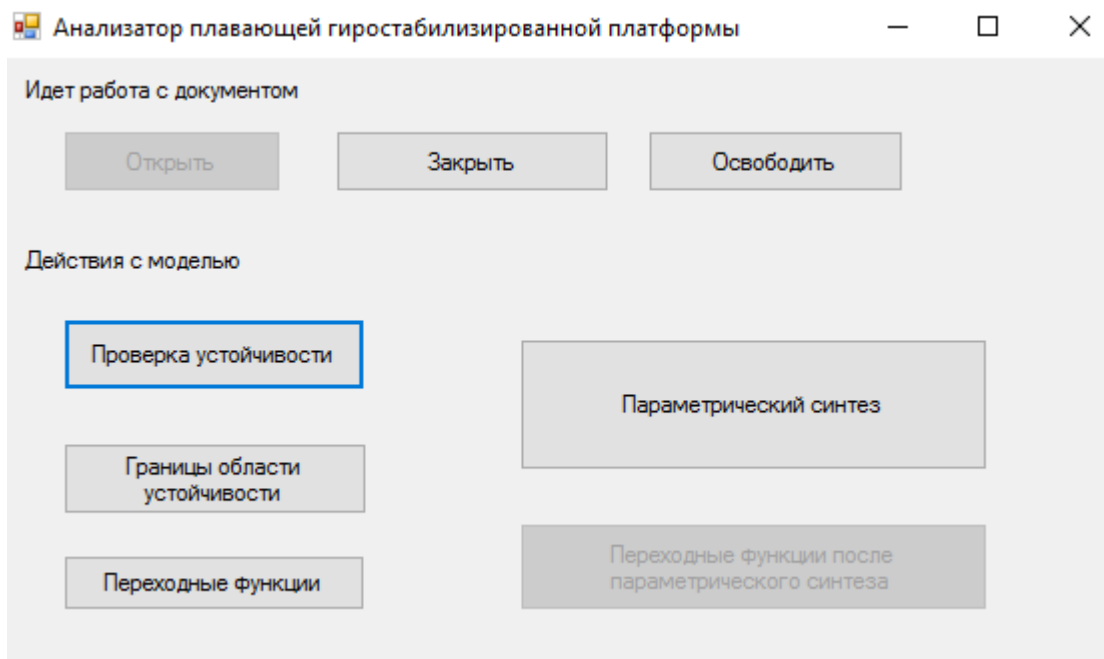 Анализатор плавающей гиростабилизированной платформы
Идет работа с документом
Открыть
Закрыть
Освободить
Действия с моделью
Проверка устойчивости
Параметрический синтез
Границы области
устойчивости
Переходные функции после
параметрического синтеза
Переходные функции